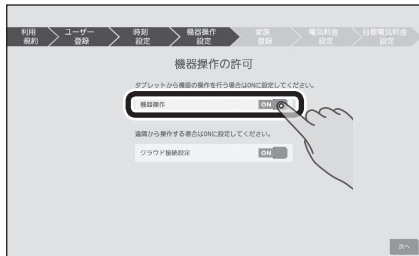 利用
規約
ユーザー
登録
時刻
設定
機器操作
設定
家族
登録
電気料金
設定
目標電気料金
設定
機器操作の許可
タブレットから機器の操作を行う場合はONに設定してください。
機器操作
ON
遠隔から操作する場合はONに設定してください。
クラウド接続設定
ON
次へ